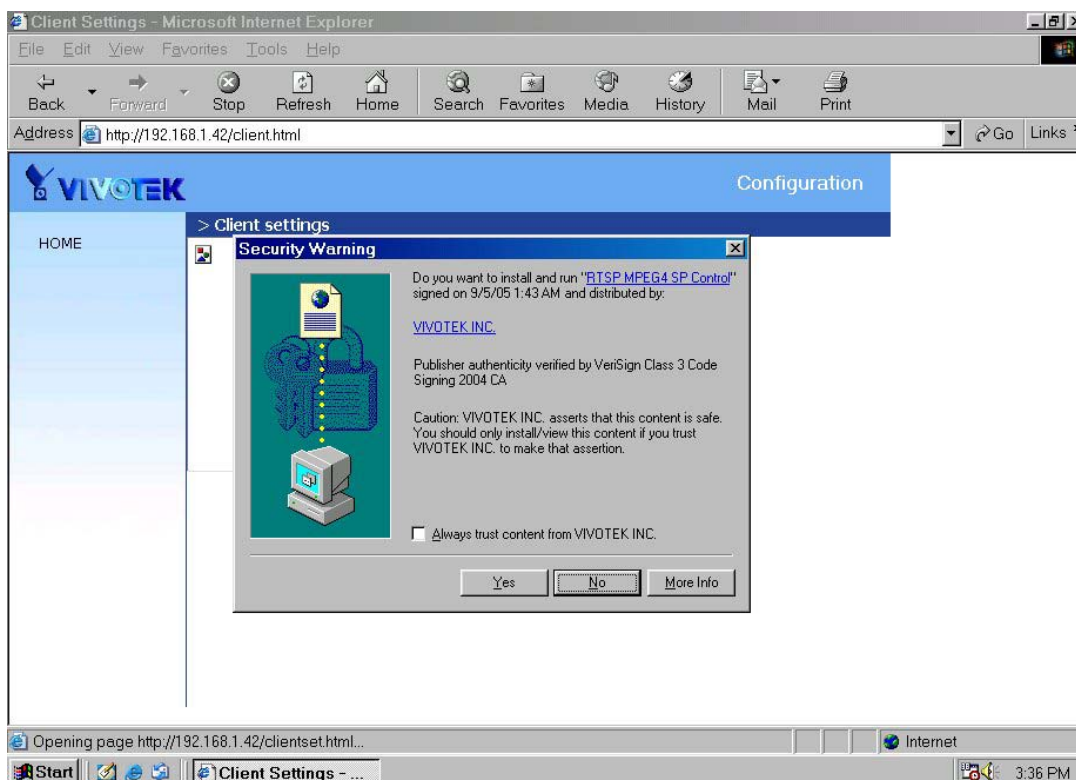 Client Settings - Microsoft Internet Explorer
File Edit View Favorites Tools Help
Back Forward Stop Refresh Home Search Favorites Media History Mail Print
Address http://192.168.1.42/client.html Go Links
VIVOTEK
Configuration
> Client settings
HOME
Security Warning
Do you want to install and run "RTSP MPEG4 SP Control"
signed on 9/5/05 1:43 AM and distributed by:
VIVOTEK INC.
Publisher authenticity verified by VeriSign Class 3 Code
Signing 2004 CA
Caution: VIVOTEK INC. asserts that this content is safe.
You should only install/view this content if you trust
VIVOTEK INC. to make that assertion.
Always trust content from VIVOTEK INC.
Yes No More Info
Opening page http://192.168.1.42/clientset.html... Internet
Start Client Settings - ... 3:36 PM